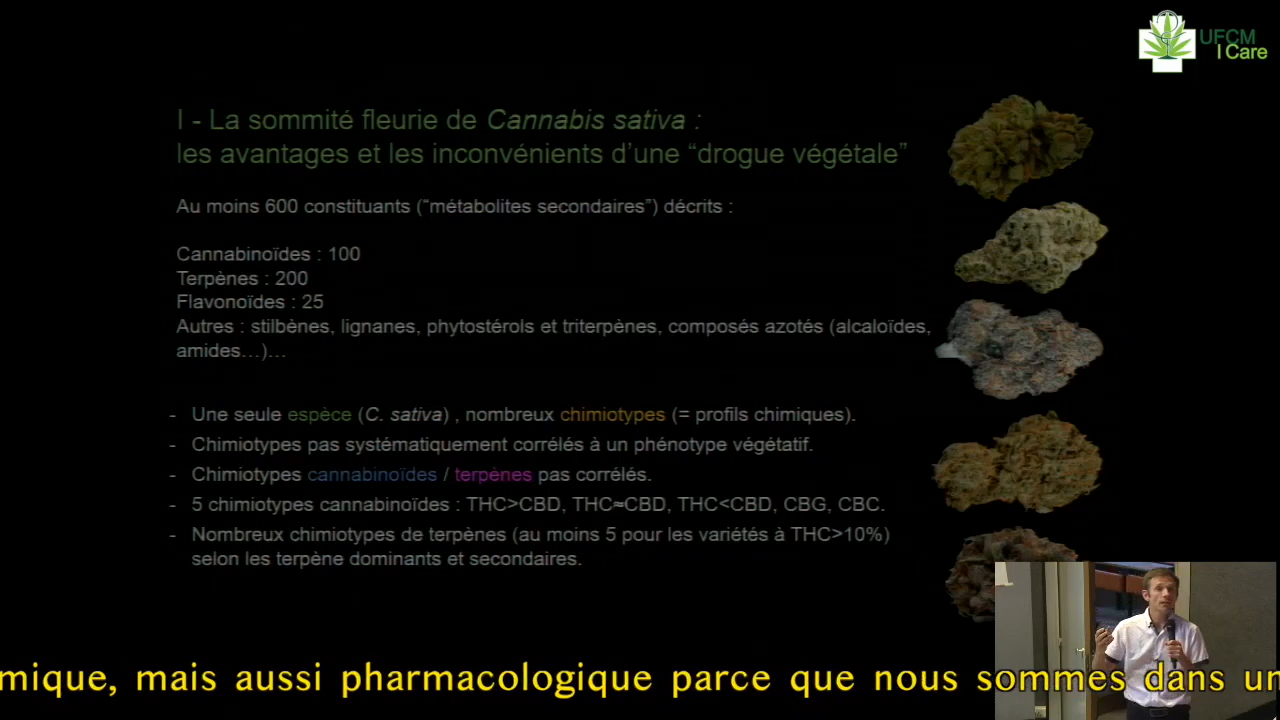 UFCM
I Care
I - La sommité fleurie de Cannabis sativa :
les avantages et les inconvénients d'une “drogue végétale”
Au moins 600 constituants (“métabolites secondaires”) décrits :
Cannabinoïdes : 100
Terpènes : 200
Flavonoïdes : 25
Autres : stilbènes, lignanes, phytostérols et triterpènes, composés azotés (alcaloïdes,
amides…)…
- Une seule espèce (C. sativa) , nombreux chimiotypes (= profils chimiques).
- Chimiotypes pas systématiquement corrélés à un phénotype végétatif.
- Chimiotypes cannabinoïdes / terpènes pas corrélés.
- 5 chimiotypes cannabinoïdes : THC>CBD, THC≈CBD, THC<CBD, CBG, CBC.
- Nombreux chimiotypes de terpènes (au moins 5 pour les variétés à THC>10%)
selon les terpène dominants et secondaires.
mique, mais aussi pharmacologique parce que nous sommes dans un